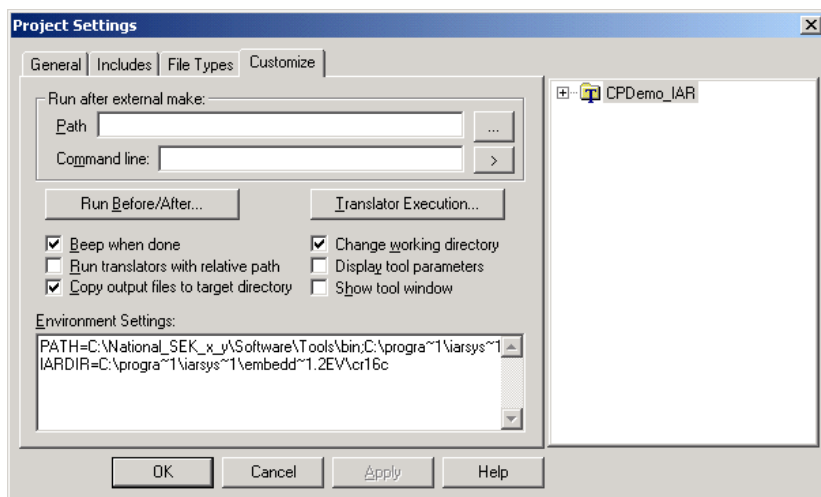 Project Settings
General Includes File Types Customize
Run after external make:
Path
...
Command line:
>
Run Before/After...
Translator Execution...
Beep when done
Change working directory
Run translators with relative path
Display tool parameters
Copy output files to target directory
Show tool window
Environment Settings:
PATH=C:\National_SEK_x_y\Software\Tools\bin;C:\progra~1\iarsys~1
IARDIR=C:\progra~1\iarsys~1\embedd~1.2EV\cr16c
OK Cancel Apply Help
CPDemo_IAR